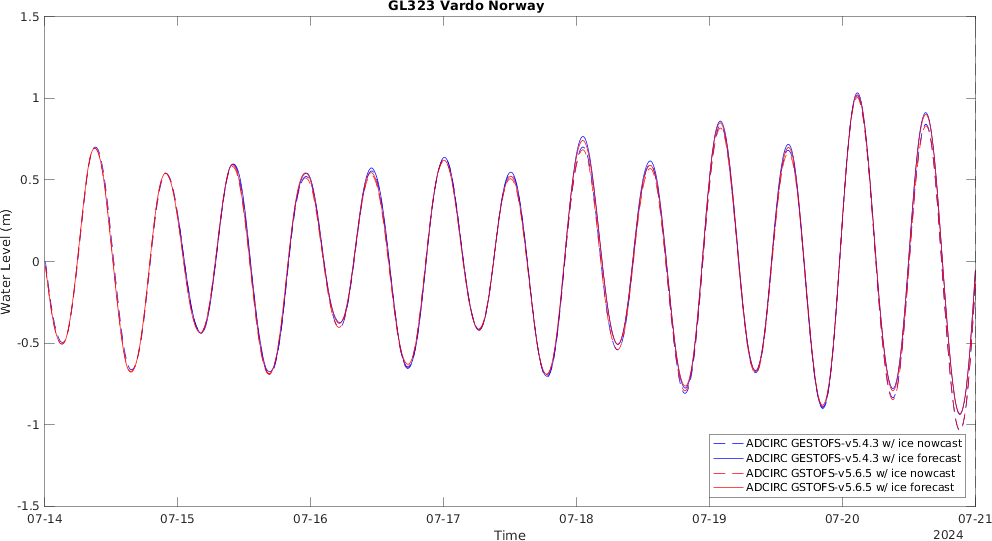 GL323 Vardo Norway
1.5
1
0.5
0
-0.5
-1
-1.5
Water Level (m)
ADCIRC GESTOFS-v5.4.3 w/ ice nowcast
ADCIRC GESTOFS-v5.4.3 w/ ice forecast
ADCIRC GSTOFS-v5.6.5 w/ ice nowcast
ADCIRC GSTOFS-v5.6.5 w/ ice forecast
07-14 07-15 07-16 07-17 07-18 07-19 07-20 07-21
Time
2024